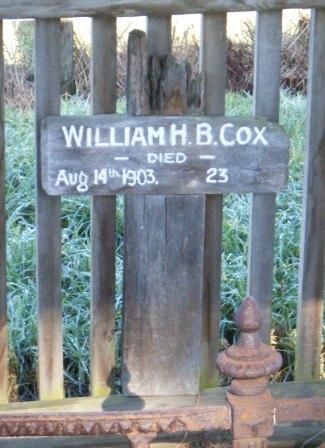 WILLIAM H. B. COX
— DIED —
Aug 14th. 1903. 23